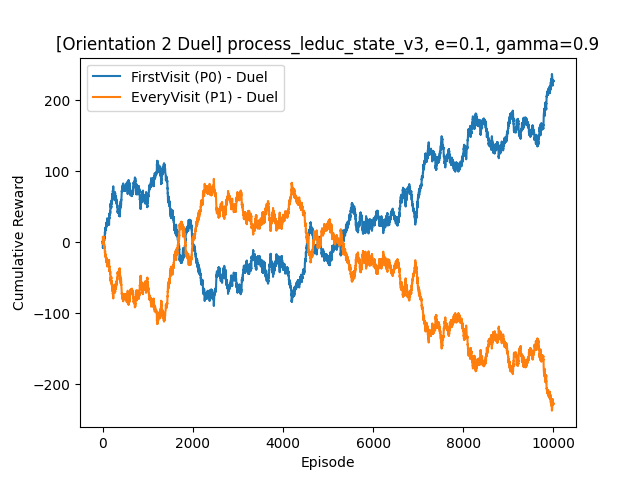 [Orientation 2 Duel] process_leduc_state_v3, e=0.1, gamma=0.9
FirstVisit (P0) - Duel
EveryVisit (P1) - Duel
200
100
0
−100
−200
Cumulative Reward
0
2000
4000
6000
8000
10000
Episode